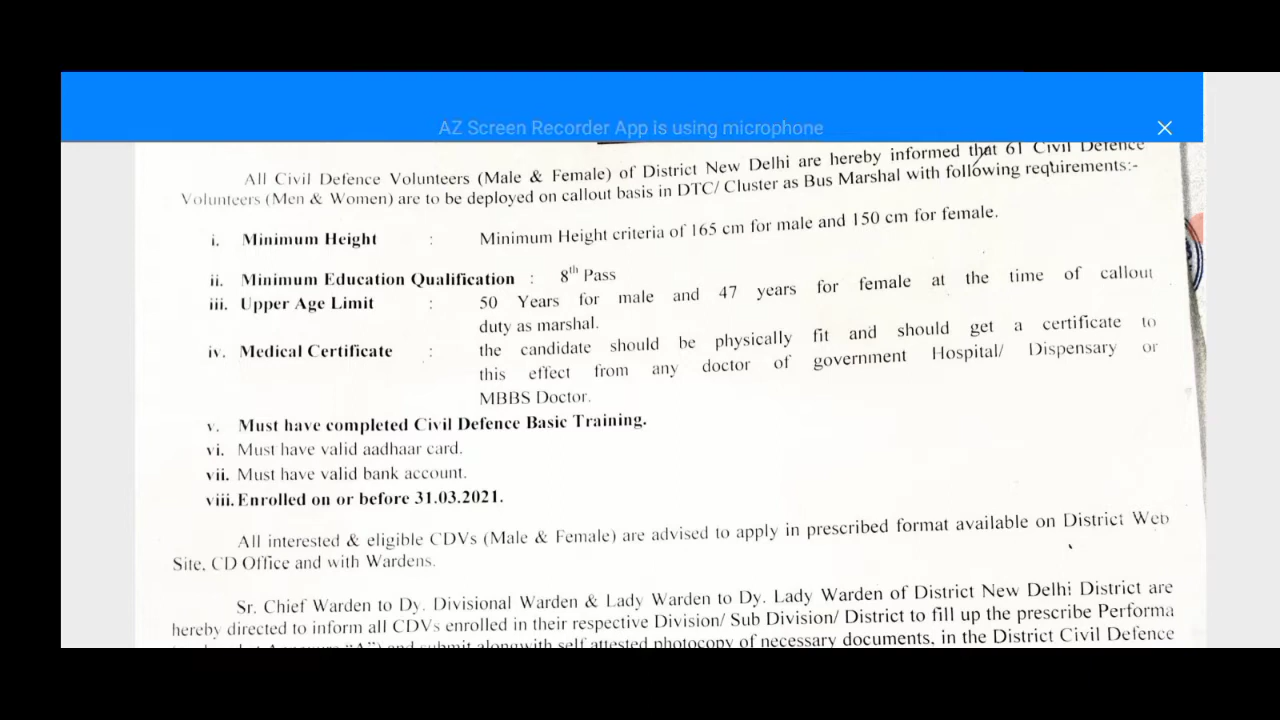 AZ Screen Recorder App is using microphone
All Civil Defence Volunteers (Male & Female) of District New Delhi are hereby informed that 61 Civil Defence
Volunteers (Men & Women) are to be deployed on callout basis in DTC/ Cluster as Bus Marshal with following requirements:-
i. Minimum Height : Minimum Height criteria of 165 cm for male and 150 cm for female.
ii. Minimum Education Qualification : 8th Pass
iii. Upper Age Limit : 50 Years for male and 47 years for female at the time of callout
duty as marshal.
iv. Medical Certificate : the candidate should be physically fit and should get a certificate to
this effect from any doctor of government Hospital/ Dispensary or
MBBS Doctor.
v. Must have completed Civil Defence Basic Training.
vi. Must have valid aadhaar card.
vii. Must have valid bank account.
viii. Enrolled on or before 31.03.2021.
All interested & eligible CDVs (Male & Female) are advised to apply in prescribed format available on District Web
Site, CD Office and with Wardens.
Sr. Chief Warden to Dy. Divisional Warden & Lady Warden to Dy. Lady Warden of District New Delhi District are
hereby directed to inform all CDVs enrolled in their respective Division/ Sub Division/ District to fill up the prescribe Performa
"A") and submit alongwith self attested photocopy of necessary documents, in the District Civil Defence